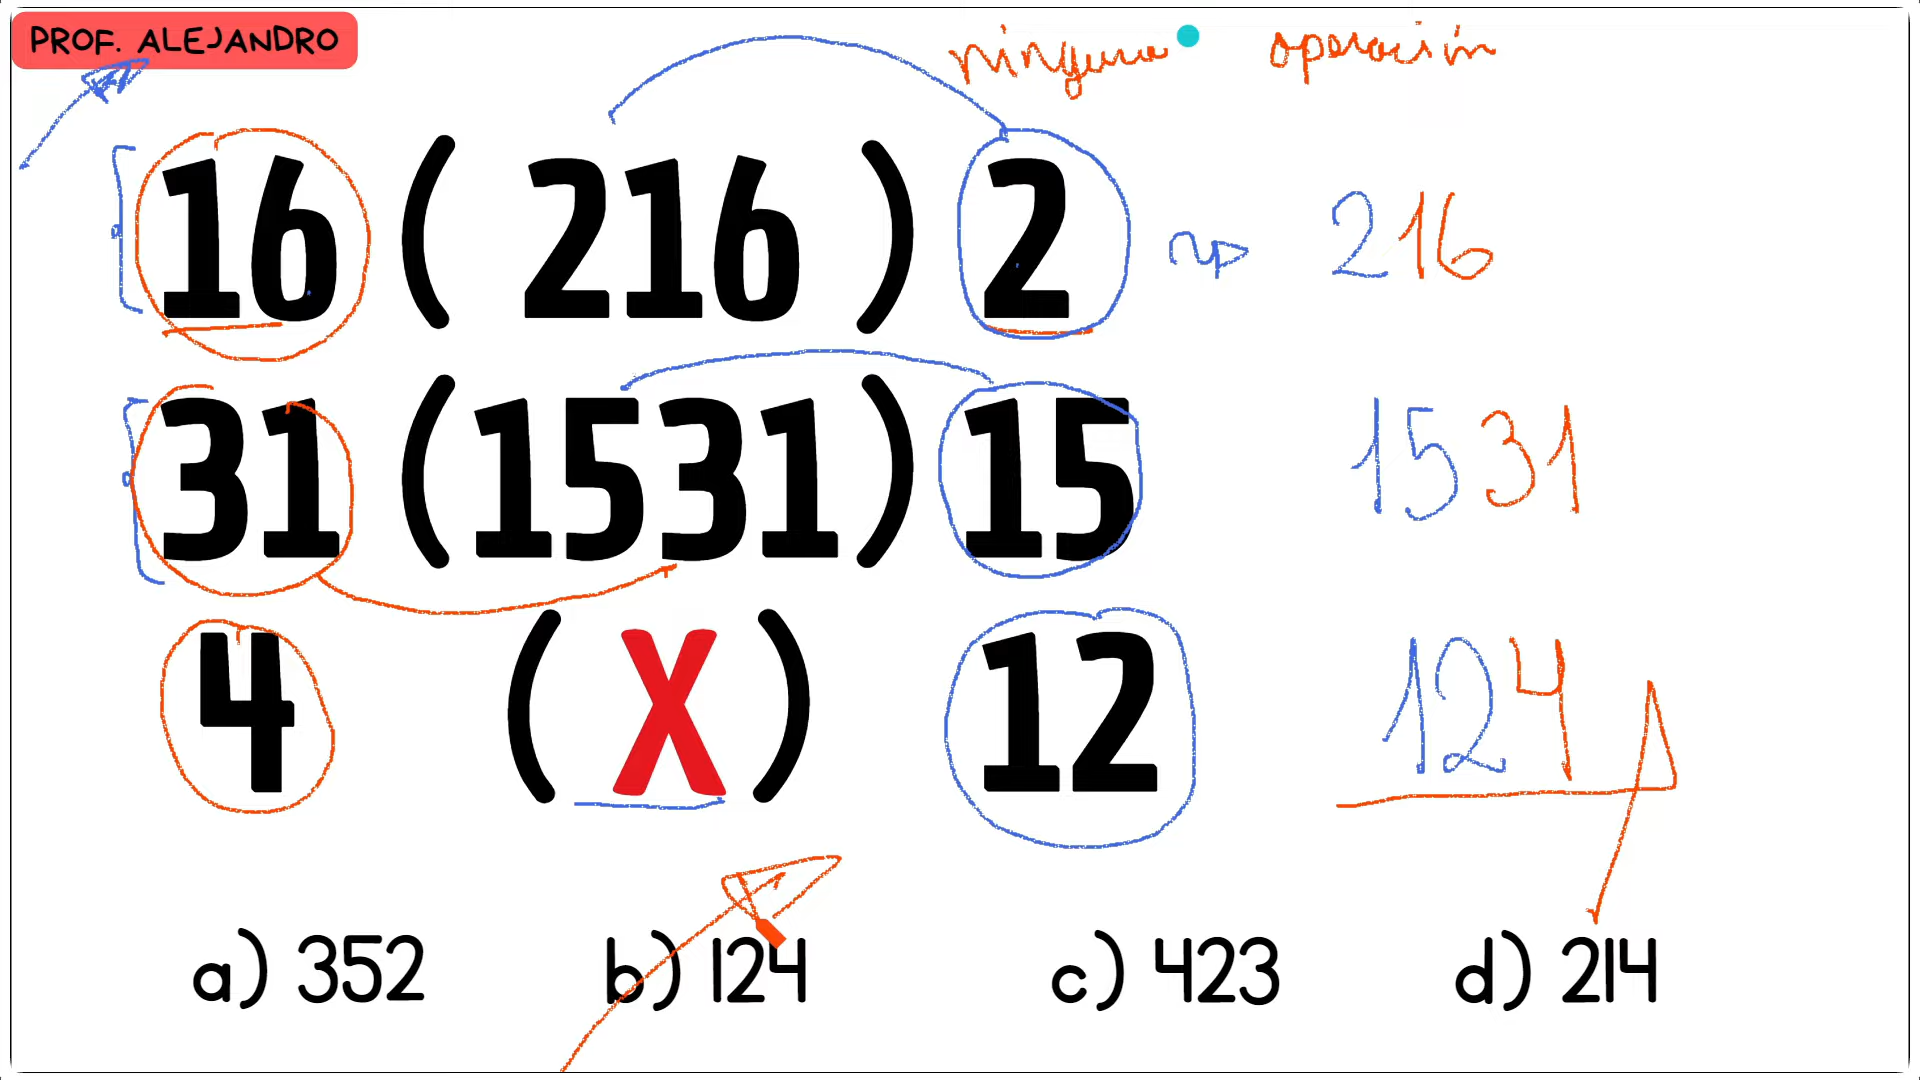 PROF. ALEJANDRO
ninguna operación
16 ( 216 ) 2 216
31 (1531) 15 1531
4 ( X ) 12 124
a) 352 b) 124 c) 423 d) 214